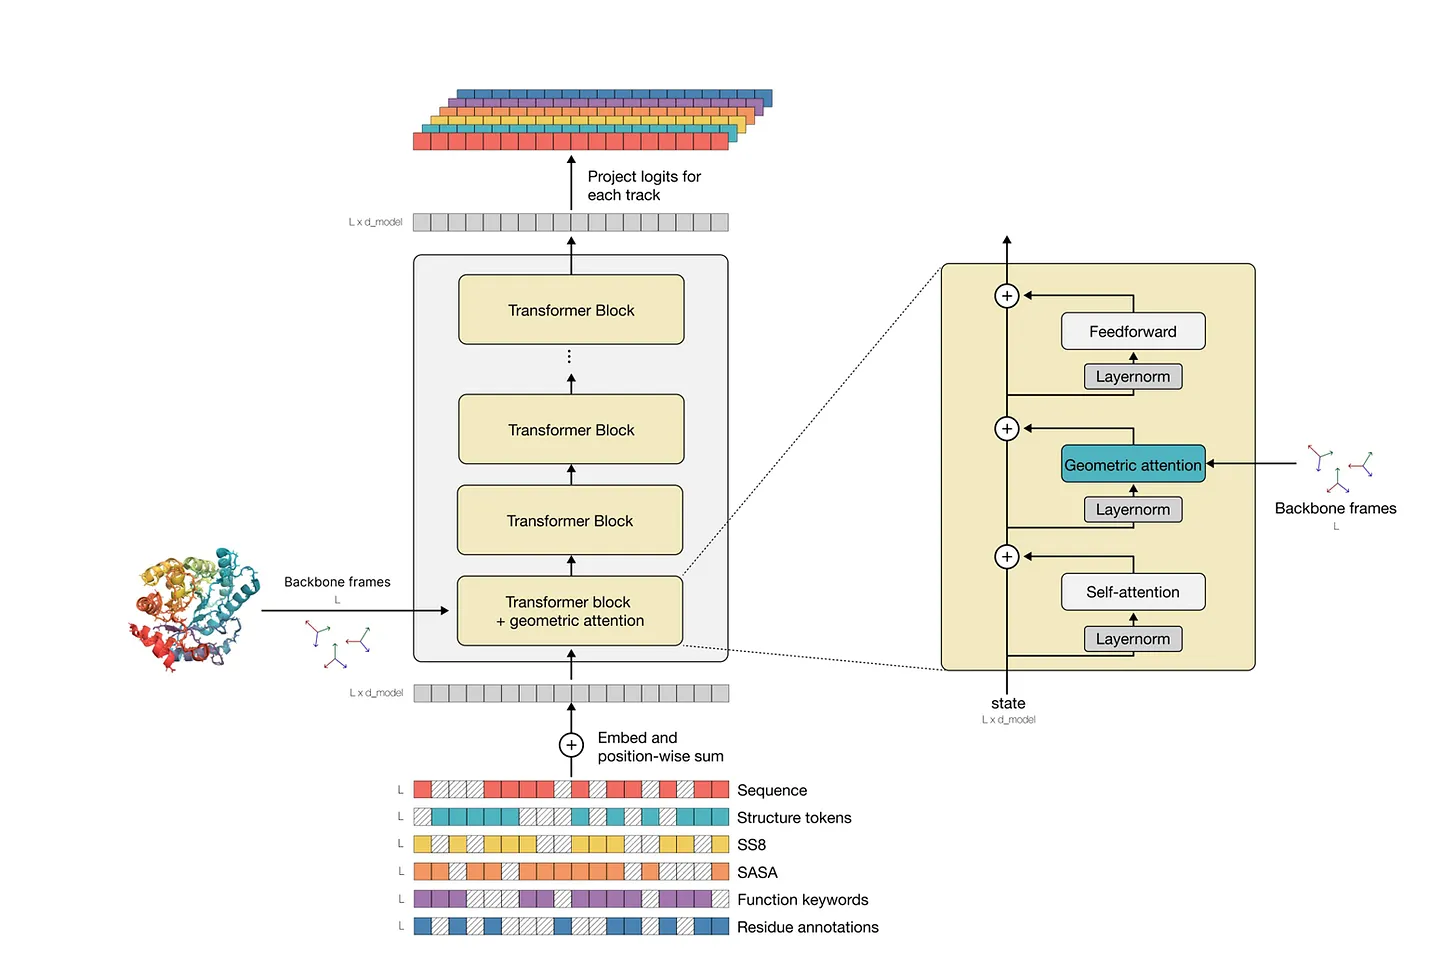 Project logits for
each track
L x d_model
Transformer Block
Transformer Block
Transformer Block
Backbone frames
L
Transformer block
+ geometric attention
L x d_model
Embed and
position-wise sum
L
Sequence
L
Structure tokens
L
SS8
L
SASA
L
Function keywords
L
Residue annotations
Feedforward
Layernorm
Geometric attention
Layernorm
Backbone frames
L
Self-attention
Layernorm
state
L x d_model